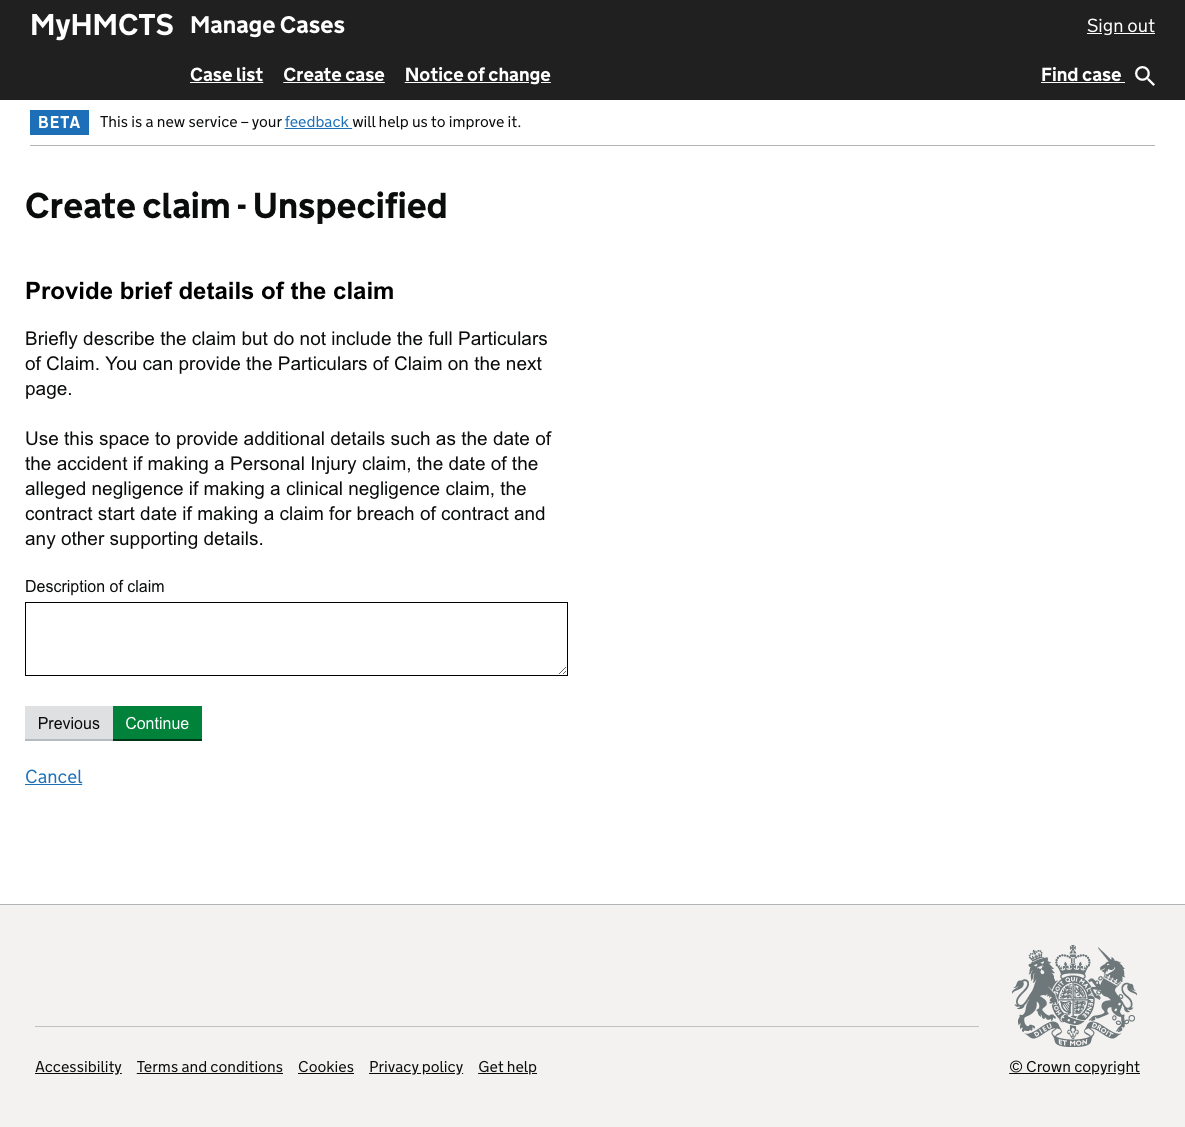 MyHMCTS Manage Cases Sign out
Case list Create case Notice of change Find case
BETA This is a new service – your feedback will help us to improve it.
Create claim - Unspecified
Provide brief details of the claim
Briefly describe the claim but do not include the full Particulars
of Claim. You can provide the Particulars of Claim on the next
page.
Use this space to provide additional details such as the date of
the accident if making a Personal Injury claim, the date of the
alleged negligence if making a clinical negligence claim, the
contract start date if making a claim for breach of contract and
any other supporting details.
Description of claim
Previous Continue
Cancel
DIEU ET MON DROIT
Accessibility Terms and conditions Cookies Privacy policy Get help © Crown copyright